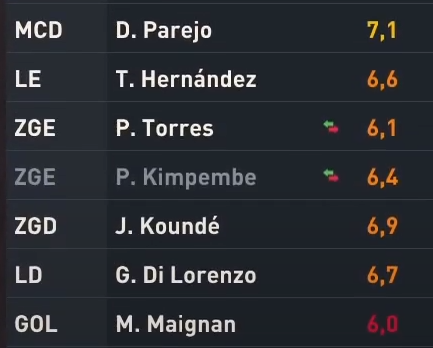 MCD D. Parejo 7,1
LE T. Hernández 6,6
ZGE P. Torres 6,1
ZGE P. Kimpembe 6,4
ZGD J. Koundé 6,9
LD G. Di Lorenzo 6,7
GOL M. Maignan 6,0